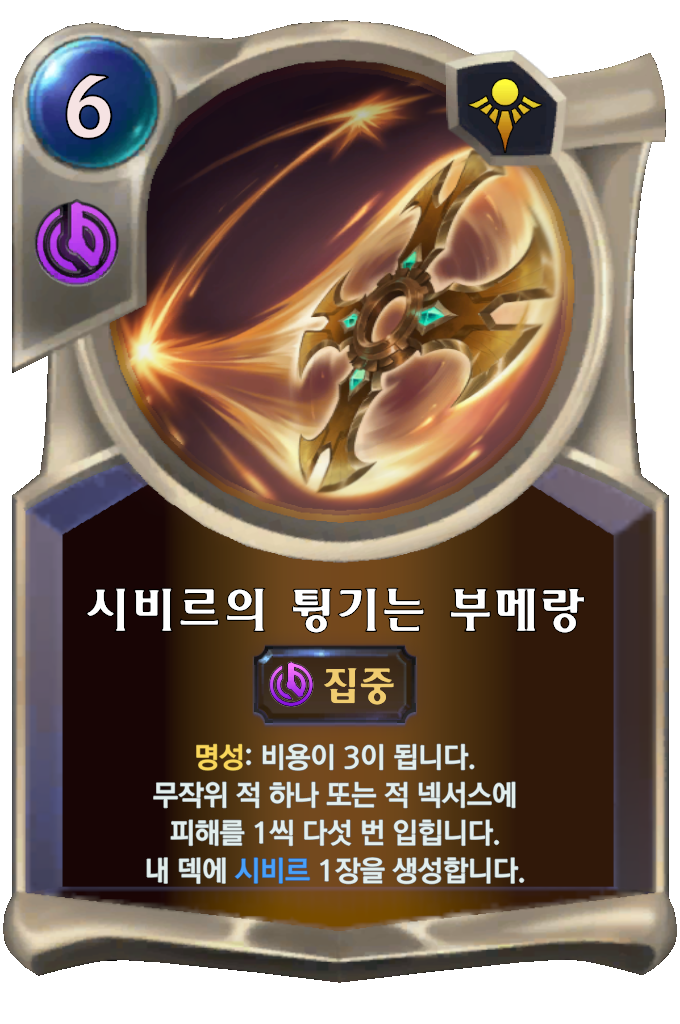 6
시비르의 튕기는 부메랑
집중
명성: 비용이 3이 됩니다.
무작위 적 하나 또는 적 넥서스에
피해를 1씩 다섯 번 입힙니다.
내 덱에 시비르 1장을 생성합니다.